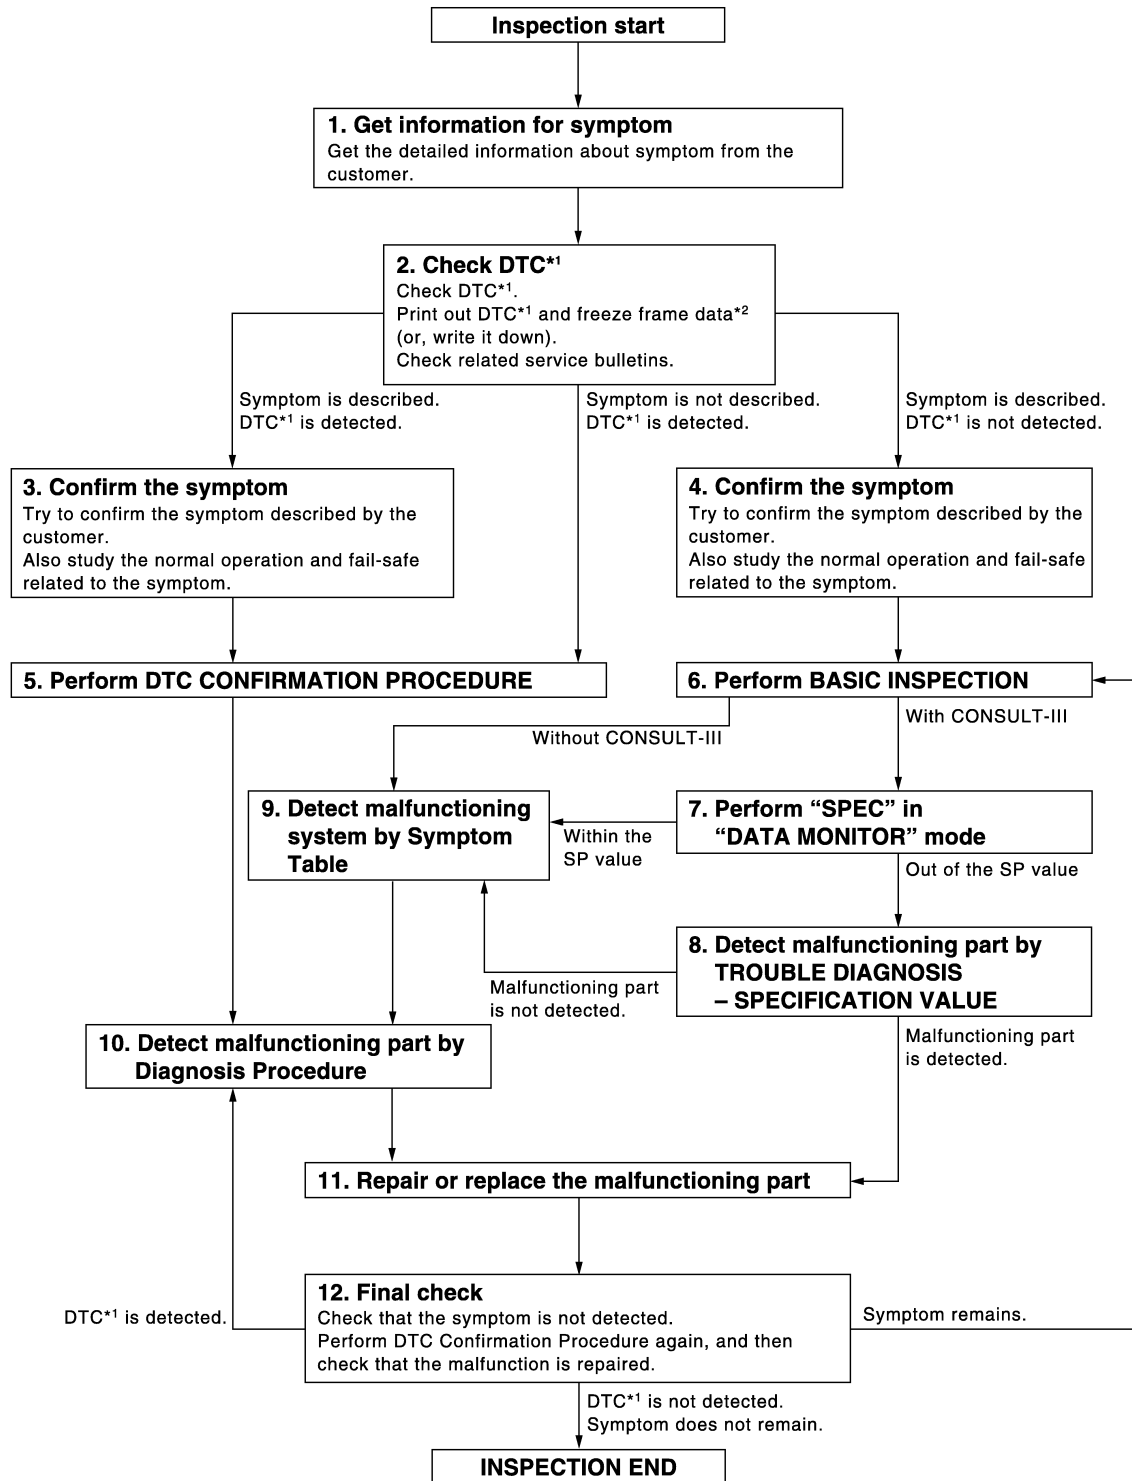 Inspection start
1. Get information for symptom
Get the detailed information about symptom from the
customer.
2. Check DTC*1
Check DTC*1.
Print out DTC*1 and freeze frame data*2
(or, write it down).
Check related service bulletins.
Symptom is described.
DTC*1 is detected.
Symptom is not described.
DTC*1 is detected.
Symptom is described.
DTC*1 is not detected.
3. Confirm the symptom
Try to confirm the symptom described by the
customer.
Also study the normal operation and fail-safe
related to the symptom.
4. Confirm the symptom
Try to confirm the symptom described by the
customer.
Also study the normal operation and fail-safe
related to the symptom.
5. Perform DTC CONFIRMATION PROCEDURE
6. Perform BASIC INSPECTION
Without CONSULT-III
With CONSULT-III
9. Detect malfunctioning
system by Symptom
Table
Within the
SP value
7. Perform “SPEC” in
“DATA MONITOR” mode
Out of the SP value
8. Detect malfunctioning part by
TROUBLE DIAGNOSIS
– SPECIFICATION VALUE
Malfunctioning part
is not detected.
Malfunctioning part
is detected.
10. Detect malfunctioning part by
Diagnosis Procedure
11. Repair or replace the malfunctioning part
12. Final check
Check that the symptom is not detected.
Perform DTC Confirmation Procedure again, and then
check that the malfunction is repaired.
DTC*1 is detected.
Symptom remains.
DTC*1 is not detected.
Symptom does not remain.
INSPECTION END